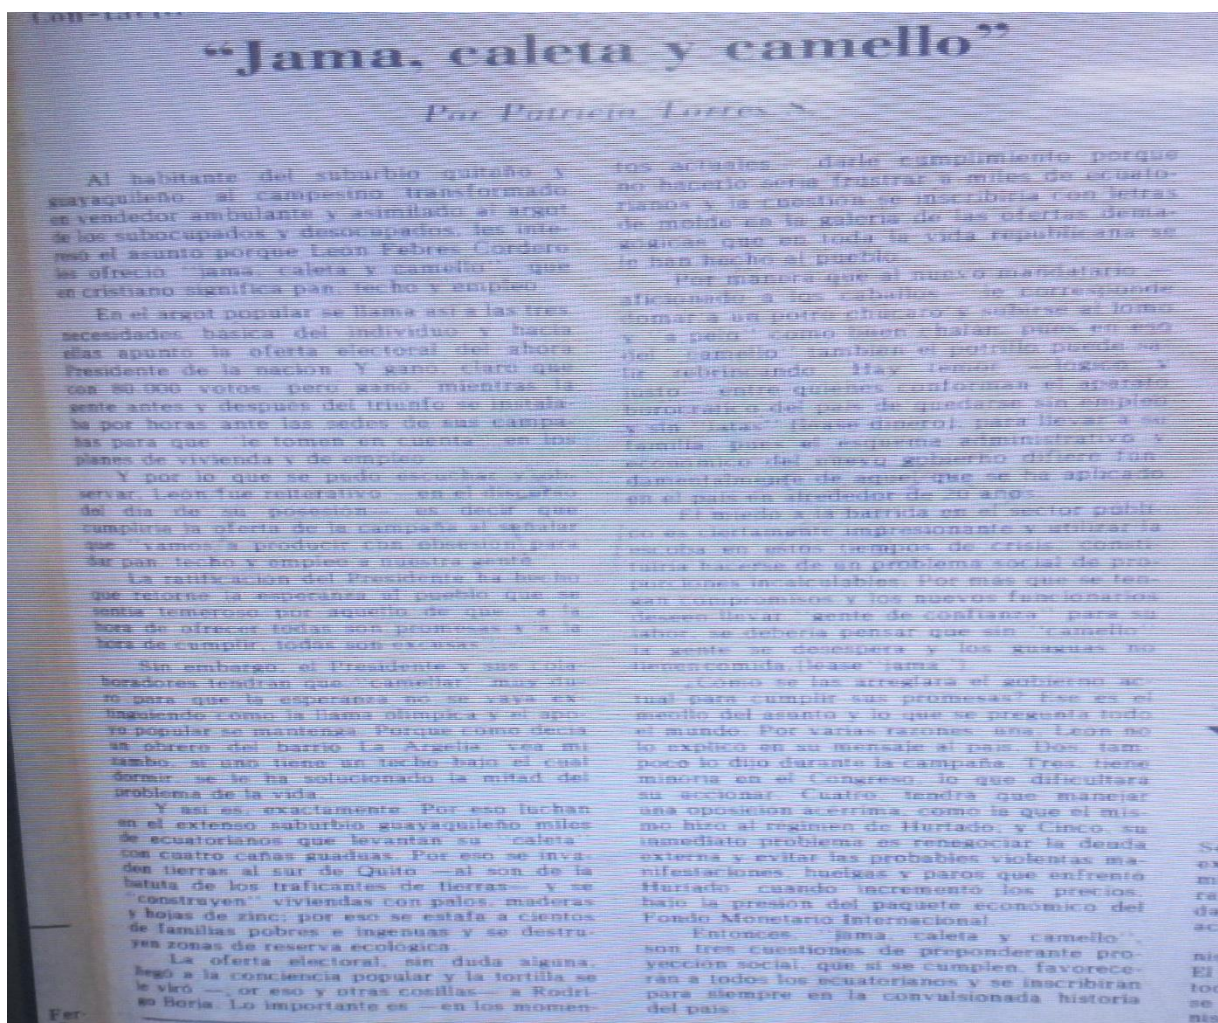 "Jama, caleta y camello"
Por Patricio Torres S.
Al habitante del suburbio quiteño y
guayaquileño al campesino transformado
en vendedor ambulante y asimilado al argot
de los subocupados y desocupados, les inte-
resó el asunto porque León Febres Cordero
les ofreció "jama, caleta y camello" que
en cristiano significa pan, techo y empleo
En el argot popular se llama así a las tres
necesidades basica del individuo y hacia
ellas apuntó la oferta electoral del ahora
Presidente de la nación. Y ganó, claro que
con 80.000 votos, pero ganó, mientras la
gente antes y después del triunfo se instala-
ba por horas ante las sedes de sus campa-
ñas para que "le tomen en cuenta" en los
planes de vivienda y de empleo.
Y por lo que se pudo escuchar y ob-
servar, León fue reiterativo —en el discurso
del día de su posesión— es decir que
cumpliría la oferta de la campaña al señalar
que "vamos a producir con obsesión para
dar pan, techo y empleo a nuestra gente"
La ratificación del Presidente ha hecho
que retorne la esperanza al pueblo que se
sentía temeroso por aquello de que "a la
hora de ofrecer todas son promesas y a la
hora de cumplir, todas son excusas"
Sin embargo, el Presidente y sus cola-
boradores tendrán que "camellar" muy du-
ro para que la esperanza no se vaya ex
tinguiendo como la llama olímpica y el apo-
yo popular se mantenga. Porque como decía
un obrero del barrio La Argelia "vea mi
zambo, si uno tiene un techo bajo el cual
dormir, se le ha solucionado la mitad del
problema de la vida.
Y así es, exactamente. Por eso luchan
en el extenso suburbio guayaquileño miles
de ecuatorianos que levantan su "caleta"
con cuatro cañas guaduas. Por eso se inva-
den tierras al sur de Quito —al son de la
batuta de los traficantes de tierras— y se
"construyen" viviendas con palos, maderas
y hojas de zinc; por eso se estafa a cientos
de familias pobres e ingenuas y se destru-
yen zonas de reserva ecológica.
La oferta electoral, sin duda alguna,
llegó a la conciencia popular y la tortilla se
le viró —, or eso y otras cosillas— a Rodri
go Borja. Lo importante es —en los momen-
tos actuales— darle cumplimiento porque
no hacerlo sería frustrar a miles de ecuato-
rianos y la cuestión se inscribiría con letras
de molde en la galería de las ofertas dema-
gógicas que en toda la vida republicana se
le han hecho al pueblo.
Por manera que al nuevo mandatario —
aficionado a los caballos— le corresponde
domar a un potro chúcaro y subirse al lomo
y "a pelo" como buen chalán, pues en eso
del "camello" también el potrillo puede sa-
lir rebrincando. Hay temor —lógico y
justo— entre quienes conforman el aparato
burocrático del país de quedarse sin empleo
y sin "latas" (léase dinero), para llevar a su
familia, pues el esquema administrativo y
económico del nuevo gobierno difiere fun-
damentalmente de aquel que se ha aplicado
en el país en alrededor de 20 años
El miedo a la barrida en el sector públi-
co es ciertamente impresionante y utilizar la
escoba en estos tiempos de crisis, consti-
tuiría hacerse de un problema social de pro-
porciones incalculables. Por más que se ten-
gan compromisos y los nuevos funcionarios
deseen llevar "gente de confianza" para su
labor, se debería pensar que sin "camello"
la gente se desespera y los guaguas no
tienen comida, (léase "jama")
¿Cómo se las arreglará el gobierno ac-
tual para cumplir sus promesas? Ese es el
meollo del asunto y lo que se pregunta todo
el mundo. Por varias razones: una, León no
lo explicó en su mensaje al país. Dos, tam-
poco lo dijo durante la campaña. Tres, tiene
minoría en el Congreso, lo que dificultará
su accionar. Cuatro, tendrá que manejar
una oposición acérrima, como la que el mis-
mo hizo al régimen de Hurtado, y Cinco, su
inmediato problema es renegociar la deuda
externa y evitar las probables violentas ma-
nifestaciones, huelgas y paros que enfrentó
Hurtado cuando incrementó los precios,
bajo la presión del paquete económico del
Fondo Monetario Internacional
Entonces "jama, caleta y camello",
son tres cuestiones de preponderante pro-
yección social, que si se cumplen, favorece-
rán a todos los ecuatorianos y se inscribirán
para siempre en la convulsionada historia
del país.
Fer-